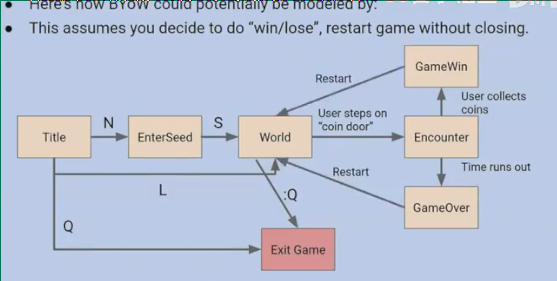 Here's how BYOW could potentially be modeled by:
This assumes you decide to do “win/lose”, restart game without closing.
GameWin
Restart
User collects
coins
N
S
User steps on
“coin door”
Title
EnterSeed
World
Encounter
Restart
Time runs out
L
:Q
GameOver
Q
Exit Game